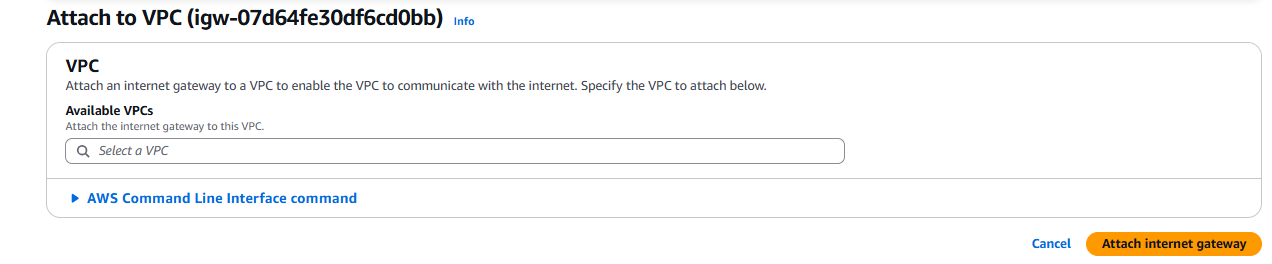 Attach to VPC (igw-07d64fe30df6cd0bb) Info
VPC
Attach an internet gateway to a VPC to enable the VPC to communicate with the internet. Specify the VPC to attach below.
Available VPCs
Attach the internet gateway to this VPC.
Select a VPC
AWS Command Line Interface command
Cancel Attach internet gateway